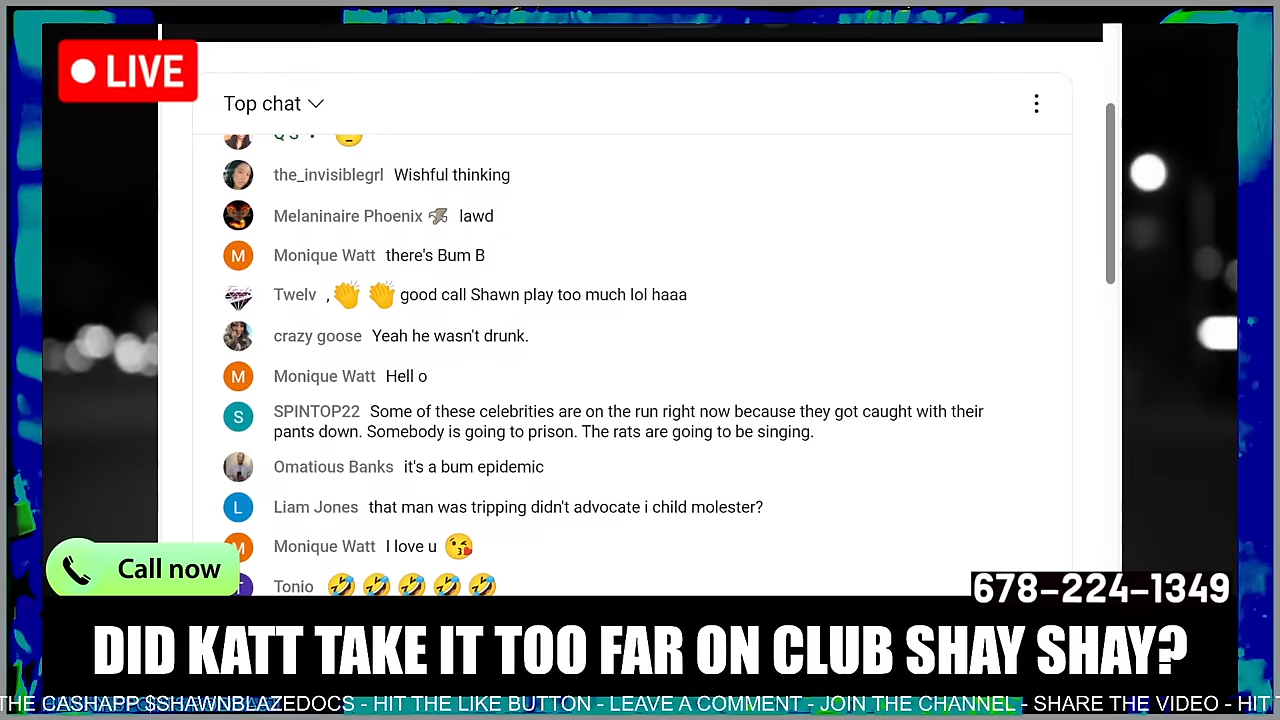 LIVE
Top chat
the_invisiblegrl Wishful thinking
Melaninaire Phoenix lawd
M Monique Watt there's Bum B
Twelv , 👏 👏 good call Shawn play too much lol haaa
crazy goose Yeah he wasn't drunk.
M Monique Watt Hell o
S SPINTOP22 Some of these celebrities are on the run right now because they got caught with their
pants down. Somebody is going to prison. The rats are going to be singing.
Omatious Banks it's a bum epidemic
L Liam Jones that man was tripping didn't advocate i child molester?
M Monique Watt I love u 😘
Tonio 🤣 🤣 🤣 🤣 🤣
Call now
678-224-1349
DID KATT TAKE IT TOO FAR ON CLUB SHAY SHAY?
THE CASHAPP $SHAWNBLAZEDOCS - HIT THE LIKE BUTTON - LEAVE A COMMENT - JOIN THE CHANNEL - SHARE THE VIDEO - HIT